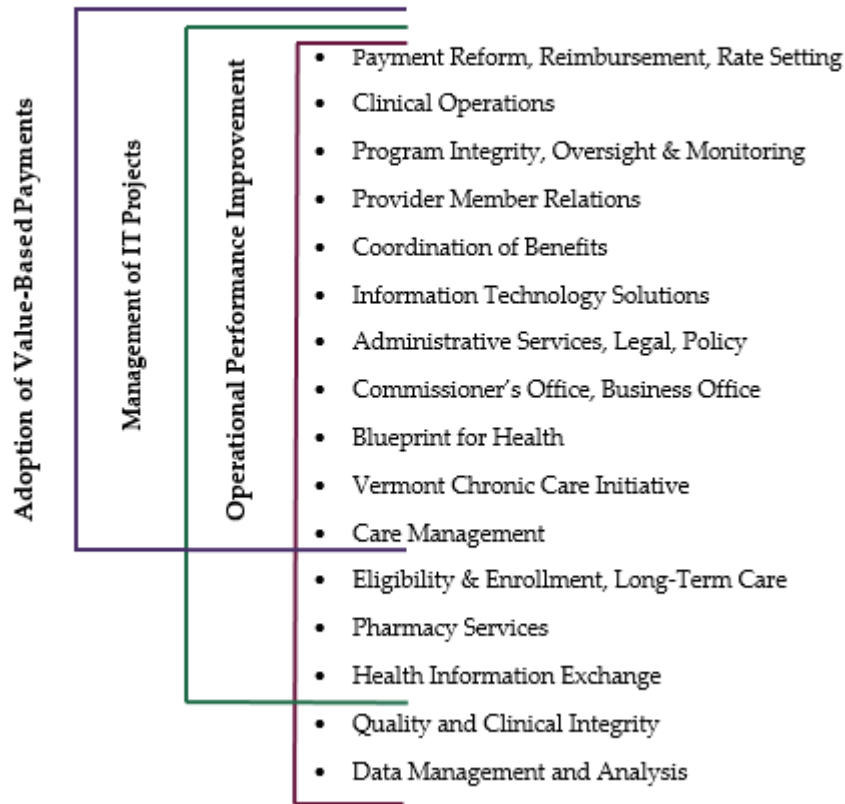 Adoption of Value-Based Payments
Management of IT Projects
Operational Performance Improvement
• Payment Reform, Reimbursement, Rate Setting
• Clinical Operations
• Program Integrity, Oversight & Monitoring
• Provider Member Relations
• Coordination of Benefits
• Information Technology Solutions
• Administrative Services, Legal, Policy
• Commissioner's Office, Business Office
• Blueprint for Health
• Vermont Chronic Care Initiative
• Care Management
• Eligibility & Enrollment, Long-Term Care
• Pharmacy Services
• Health Information Exchange
• Quality and Clinical Integrity
• Data Management and Analysis